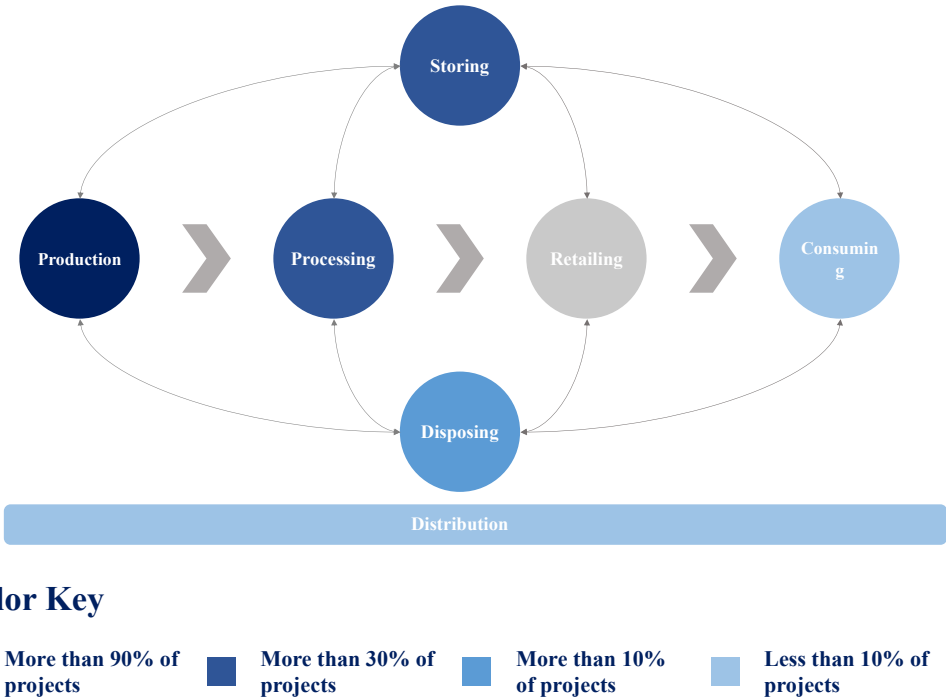 Storing
Production
Processing
Retailing
Consumin
g
Disposing
Distribution
Key
More than 90% of
projects
More than 30% of
projects
More than 10%
of projects
Less than 10% of
projects